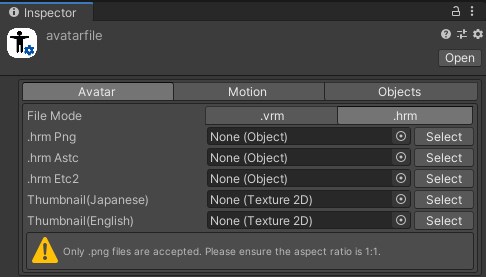 Inspector
avatarfile
Open
Avatar Motion Objects
File Mode .vrm .hrm
.hrm Png None (Object) Select
.hrm Astc None (Object) Select
.hrm Etc2 None (Object) Select
Thumbnail(Japanese) None (Texture 2D) Select
Thumbnail(English) None (Texture 2D) Select
Only .png files are accepted. Please ensure the aspect ratio is 1:1.